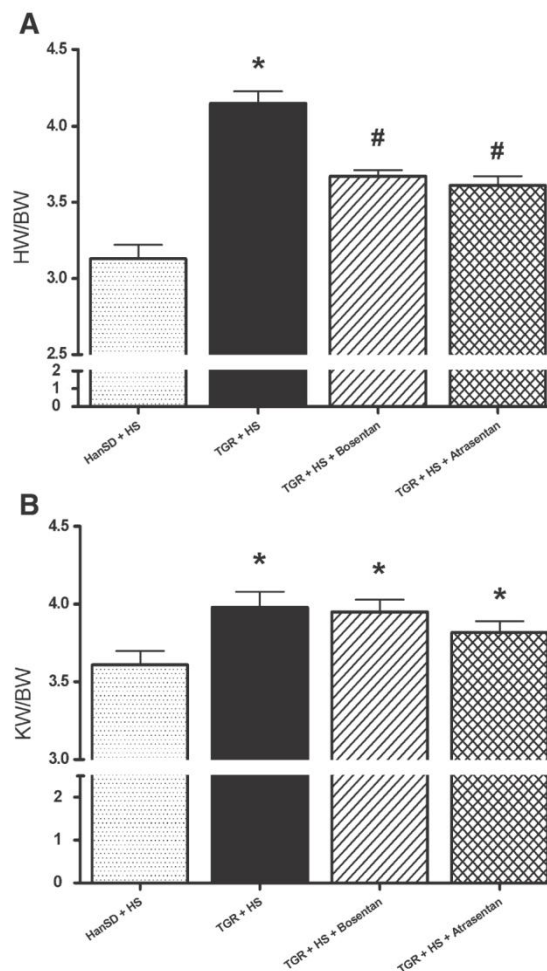 A
4.5
4.0
3.5
3.0
2.5
2
1
0
HW/BW
*
#
#
HanSD + HS
TGR + HS
TGR + HS + Bosentan
TGR + HS + Atrasentan
B
4.5
4.0
3.5
3.0
2
1
0
KW/BW
*
*
*
HanSD + HS
TGR + HS
TGR + HS + Bosentan
TGR + HS + Atrasentan